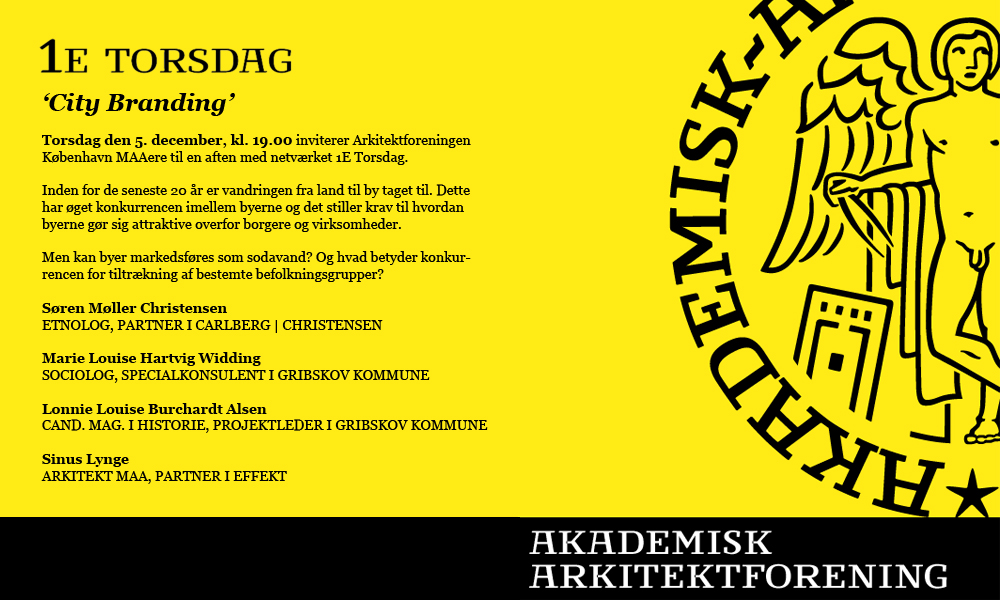 1E TORSDAG
‘City Branding’
Torsdag den 5. december, kl. 19.00 inviterer Arkitektforeningen
København MAAere til en aften med netværket 1E Torsdag.
Inden for de seneste 20 år er vandringen fra land til by taget til. Dette
har øget konkurrencen imellem byerne og det stiller krav til hvordan
byerne gør sig attraktive overfor borgere og virksomheder.
Men kan byer markedsføres som sodavand? Og hvad betyder konkur-
rencen for tiltrækning af bestemte befolkningsgrupper?
Søren Møller Christensen
ETNOLOG, PARTNER I CARLBERG | CHRISTENSEN
Marie Louise Hartvig Widding
SOCIOLOG, SPECIALKONSULENT I GRIBSKOV KOMMUNE
Lonnie Louise Burchardt Alsen
CAND. MAG. I HISTORIE, PROJEKTLEDER I GRIBSKOV KOMMUNE
Sinus Lynge
ARKITEKT MAA, PARTNER I EFFEKT
AKADEMISK-A
AKA
AKADEMISK
ARKITEKTFORENING